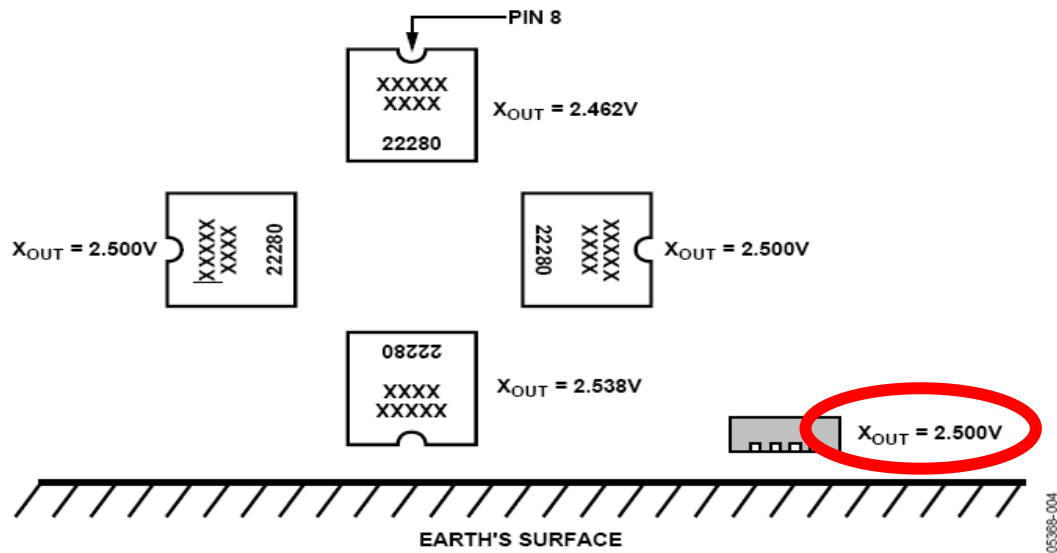 PIN 8
XXXXX
XXXX
22280
XOUT = 2.462V
XOUT = 2.500V
XXXXX
XXXX
22280
22280
XXXX
XXXXX
XOUT = 2.500V
22280
XXXX
XXXXX
XOUT = 2.538V
XOUT = 2.500V
EARTH'S SURFACE
05368-004